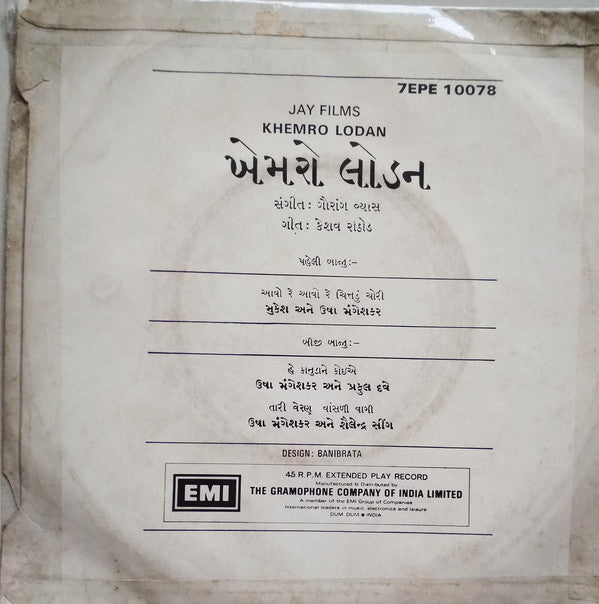 7EPE 10078
JAY FILMS
KHEMRO LODAN
ખેમરો લોડન
સંગીત: ગૌરાંગ વ્યાસ
ગીત: કેશવ રાઠોડ
પહેલી બાજુ:-
આવો રે આવો રે ચિત્તડું ચોરી
મુકેશ અને ઉષા મંગેશકર
બીજી બાજુ:-
હે કાનુડાને કોઈએ
ઉષા મંગેશકર અને પ્રફુલ દવે
તારી વેરણ વાંસળી વાગી
ઉષા મંગેશકર અને શૈલેન્દ્ર સીંગ
DESIGN: BANIBRATA
EMI
45 R.P.M. EXTENDED PLAY RECORD
Manufactured & Distributed by
THE GRAMOPHONE COMPANY OF INDIA LIMITED
A member of the EMI Group of Companies
International leaders in music, electronics and leisure
DUM DUM ● INDIA